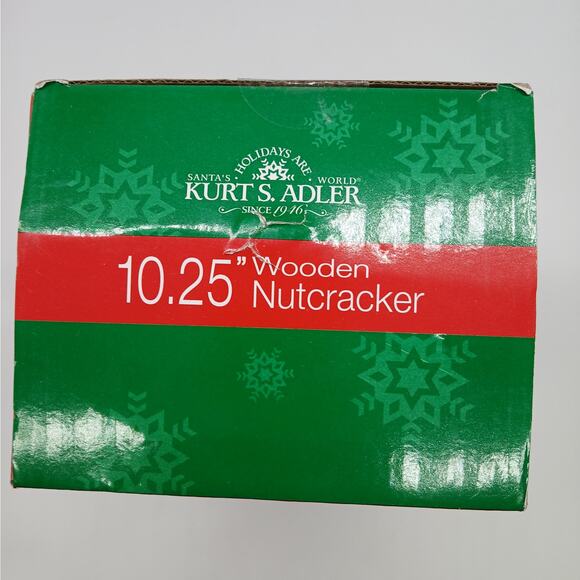 HOLIDAYS ARE
SANTA'S WORLD®
KURT S. ADLER
SINCE 1946
10.25” Wooden
Nutcracker